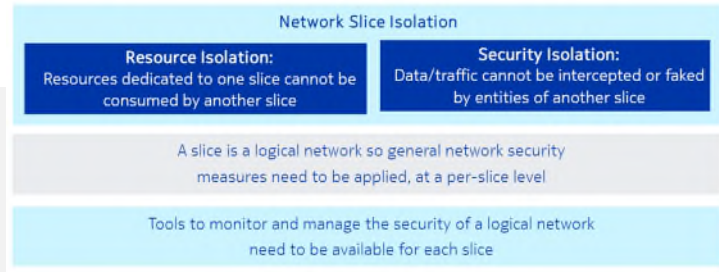 Network Slice Isolation
Resource Isolation:
Resources dedicated to one slice cannot be
consumed by another slice
Security Isolation:
Data/traffic cannot be intercepted or faked
by entities of another slice
A slice is a logical network so general network security
measures need to be applied, at a per-slice level
Tools to monitor and manage the security of a logical network
need to be available for each slice